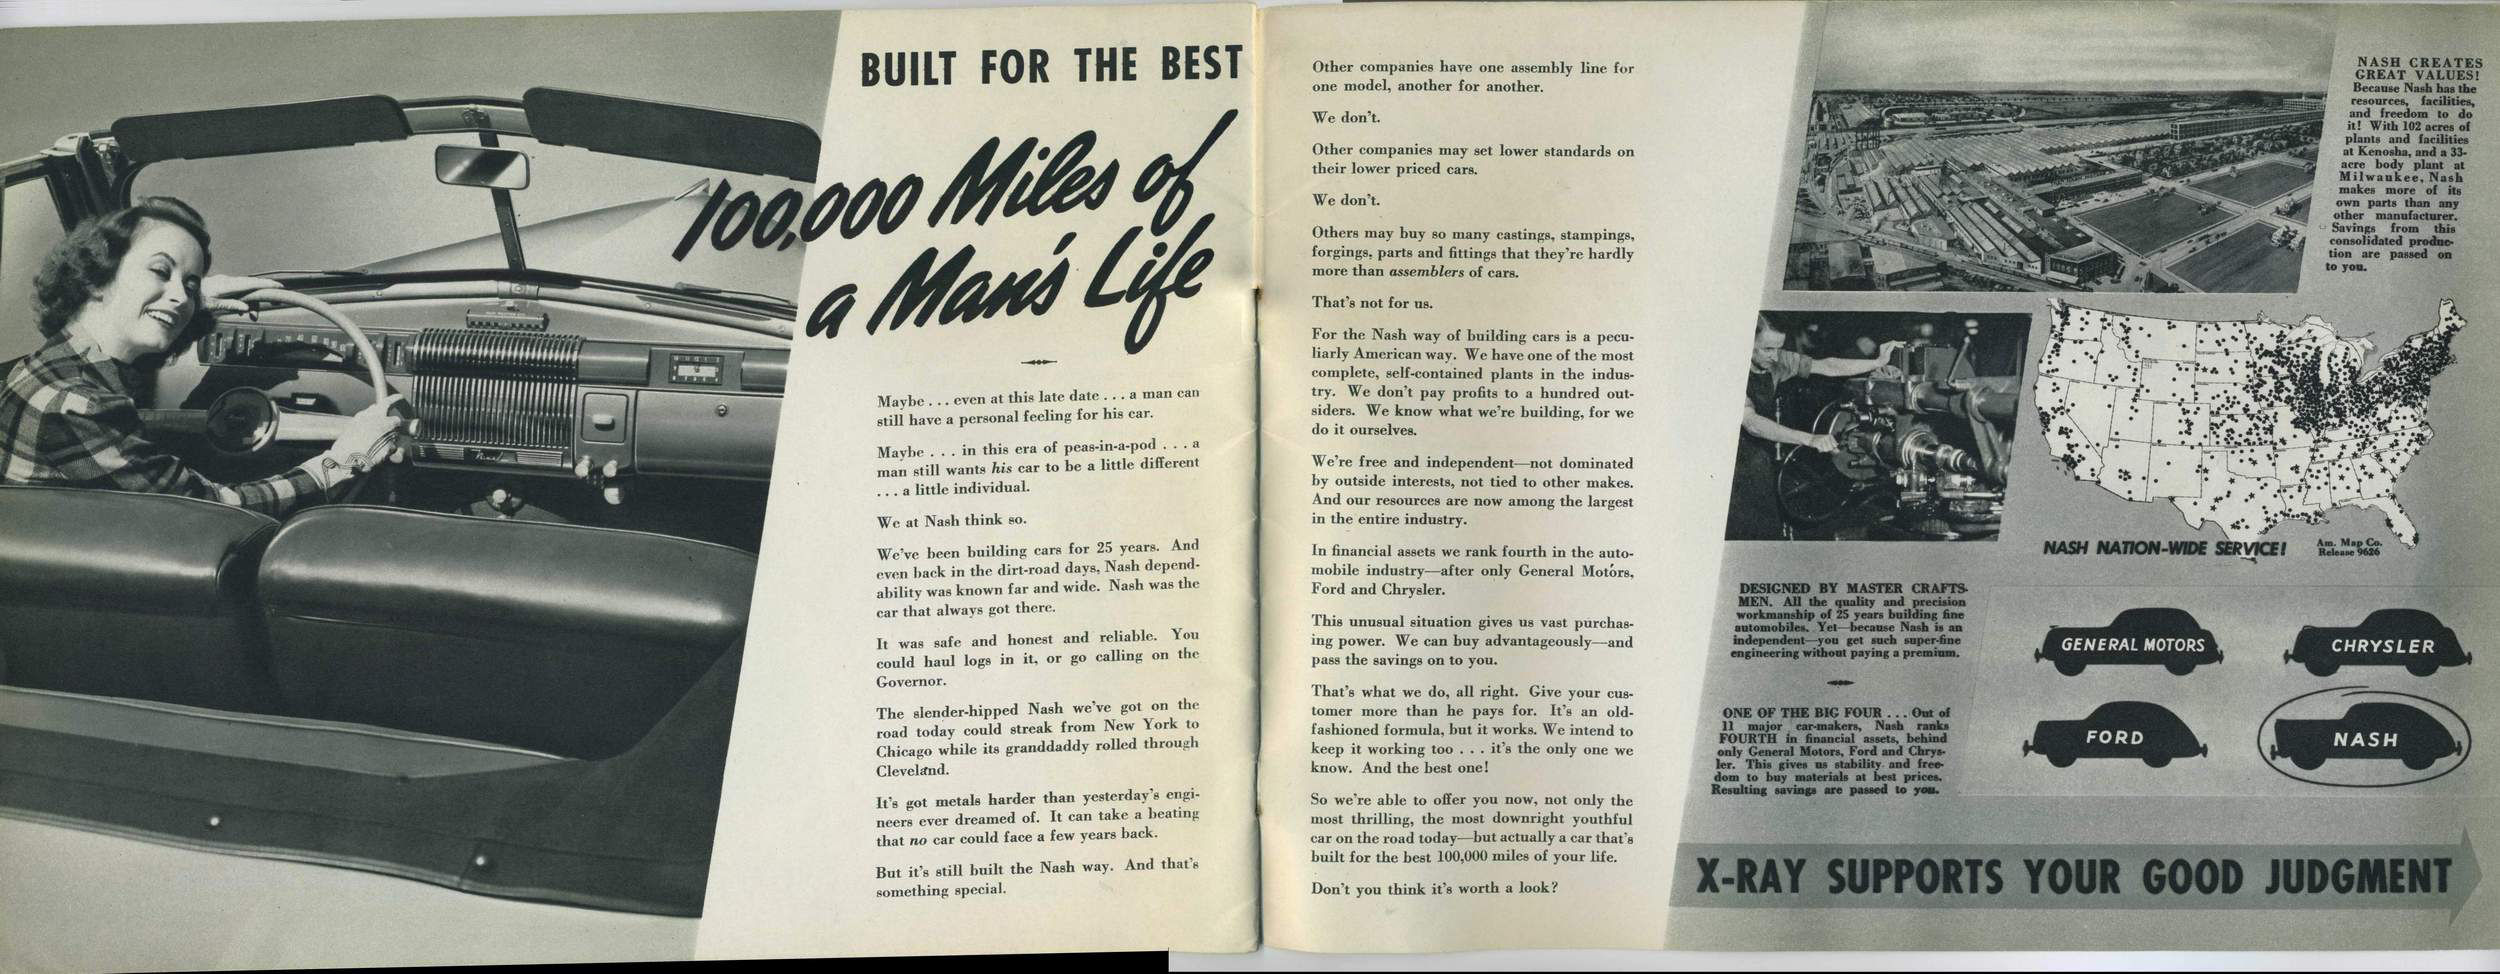 BUILT FOR THE BEST
100,000 Miles of
a Man's Life
Maybe . . . even at this late date . . . a man can
still have a personal feeling for his car.
Maybe . . . in this era of peas-in-a-pod . . . a
man still wants his car to be a little different
. . . a little individual.
We at Nash think so.
We've been building cars for 25 years. And
even back in the dirt-road days, Nash depend-
ability was known far and wide. Nash was the
car that always got there.
It was safe and honest and reliable. You
could haul logs in it, or go calling on the
Governor.
The slender-hipped Nash we've got on the
road today could streak from New York to
Chicago while its granddaddy rolled through
Cleveland.
It's got metals harder than yesterday's engi-
neers ever dreamed of. It can take a beating
that no car could face a few years back.
But it's still built the Nash way. And that's
something special.
Nash
Other companies have one assembly line for
one model, another for another.
We don't.
Other companies may set lower standards on
their lower priced cars.
We don't.
Others may buy so many castings, stampings,
forgings, parts and fittings that they're hardly
more than assemblers of cars.
That's not for us.
For the Nash way of building cars is a pecu-
liarly American way. We have one of the most
complete, self-contained plants in the indus-
try. We don't pay profits to a hundred out-
siders. We know what we're building, for we
do it ourselves.
We're free and independent—not dominated
by outside interests, not tied to other makes.
And our resources are now among the largest
in the entire industry.
In financial assets we rank fourth in the auto-
mobile industry—after only General Motors,
Ford and Chrysler.
This unusual situation gives us vast purchas-
ing power. We can buy advantageously—and
pass the savings on to you.
That's what we do, all right. Give your cus-
tomer more than he pays for. It's an old-
fashioned formula, but it works. We intend to
keep it working too . . . it's the only one we
know. And the best one!
So we're able to offer you now, not only the
most thrilling, the most downright youthful
car on the road today—but actually a car that's
built for the best 100,000 miles of your life.
Don't you think it's worth a look?
NASH CREATES
GREAT VALUES!
Because Nash has the
resources, facilities,
and freedom to do
it! With 102 acres of
plants and facilities
at Kenosha, and a 33-
acre body plant at
Milwaukee, Nash
makes more of its
own parts than any
other manufacturer.
Savings from this
consolidated produc-
tion are passed on
to you.
NASH NATION-WIDE SERVICE!
Am. Map Co.
Release 9626
DESIGNED BY MASTER CRAFTS-
MEN. All the quality and precision
workmanship of 25 years building fine
automobiles. Yet—because Nash is an
independent—you get such super-fine
engineering without paying a premium.
ONE OF THE BIG FOUR . . . Out of
11 major car-makers, Nash ranks
FOURTH in financial assets, behind
only General Motors, Ford and Chrys-
ler. This gives us stability and free-
dom to buy materials at best prices.
Resulting savings are passed to you.
GENERAL MOTORS
CHRYSLER
FORD
NASH
X-RAY SUPPORTS YOUR GOOD JUDGMENT